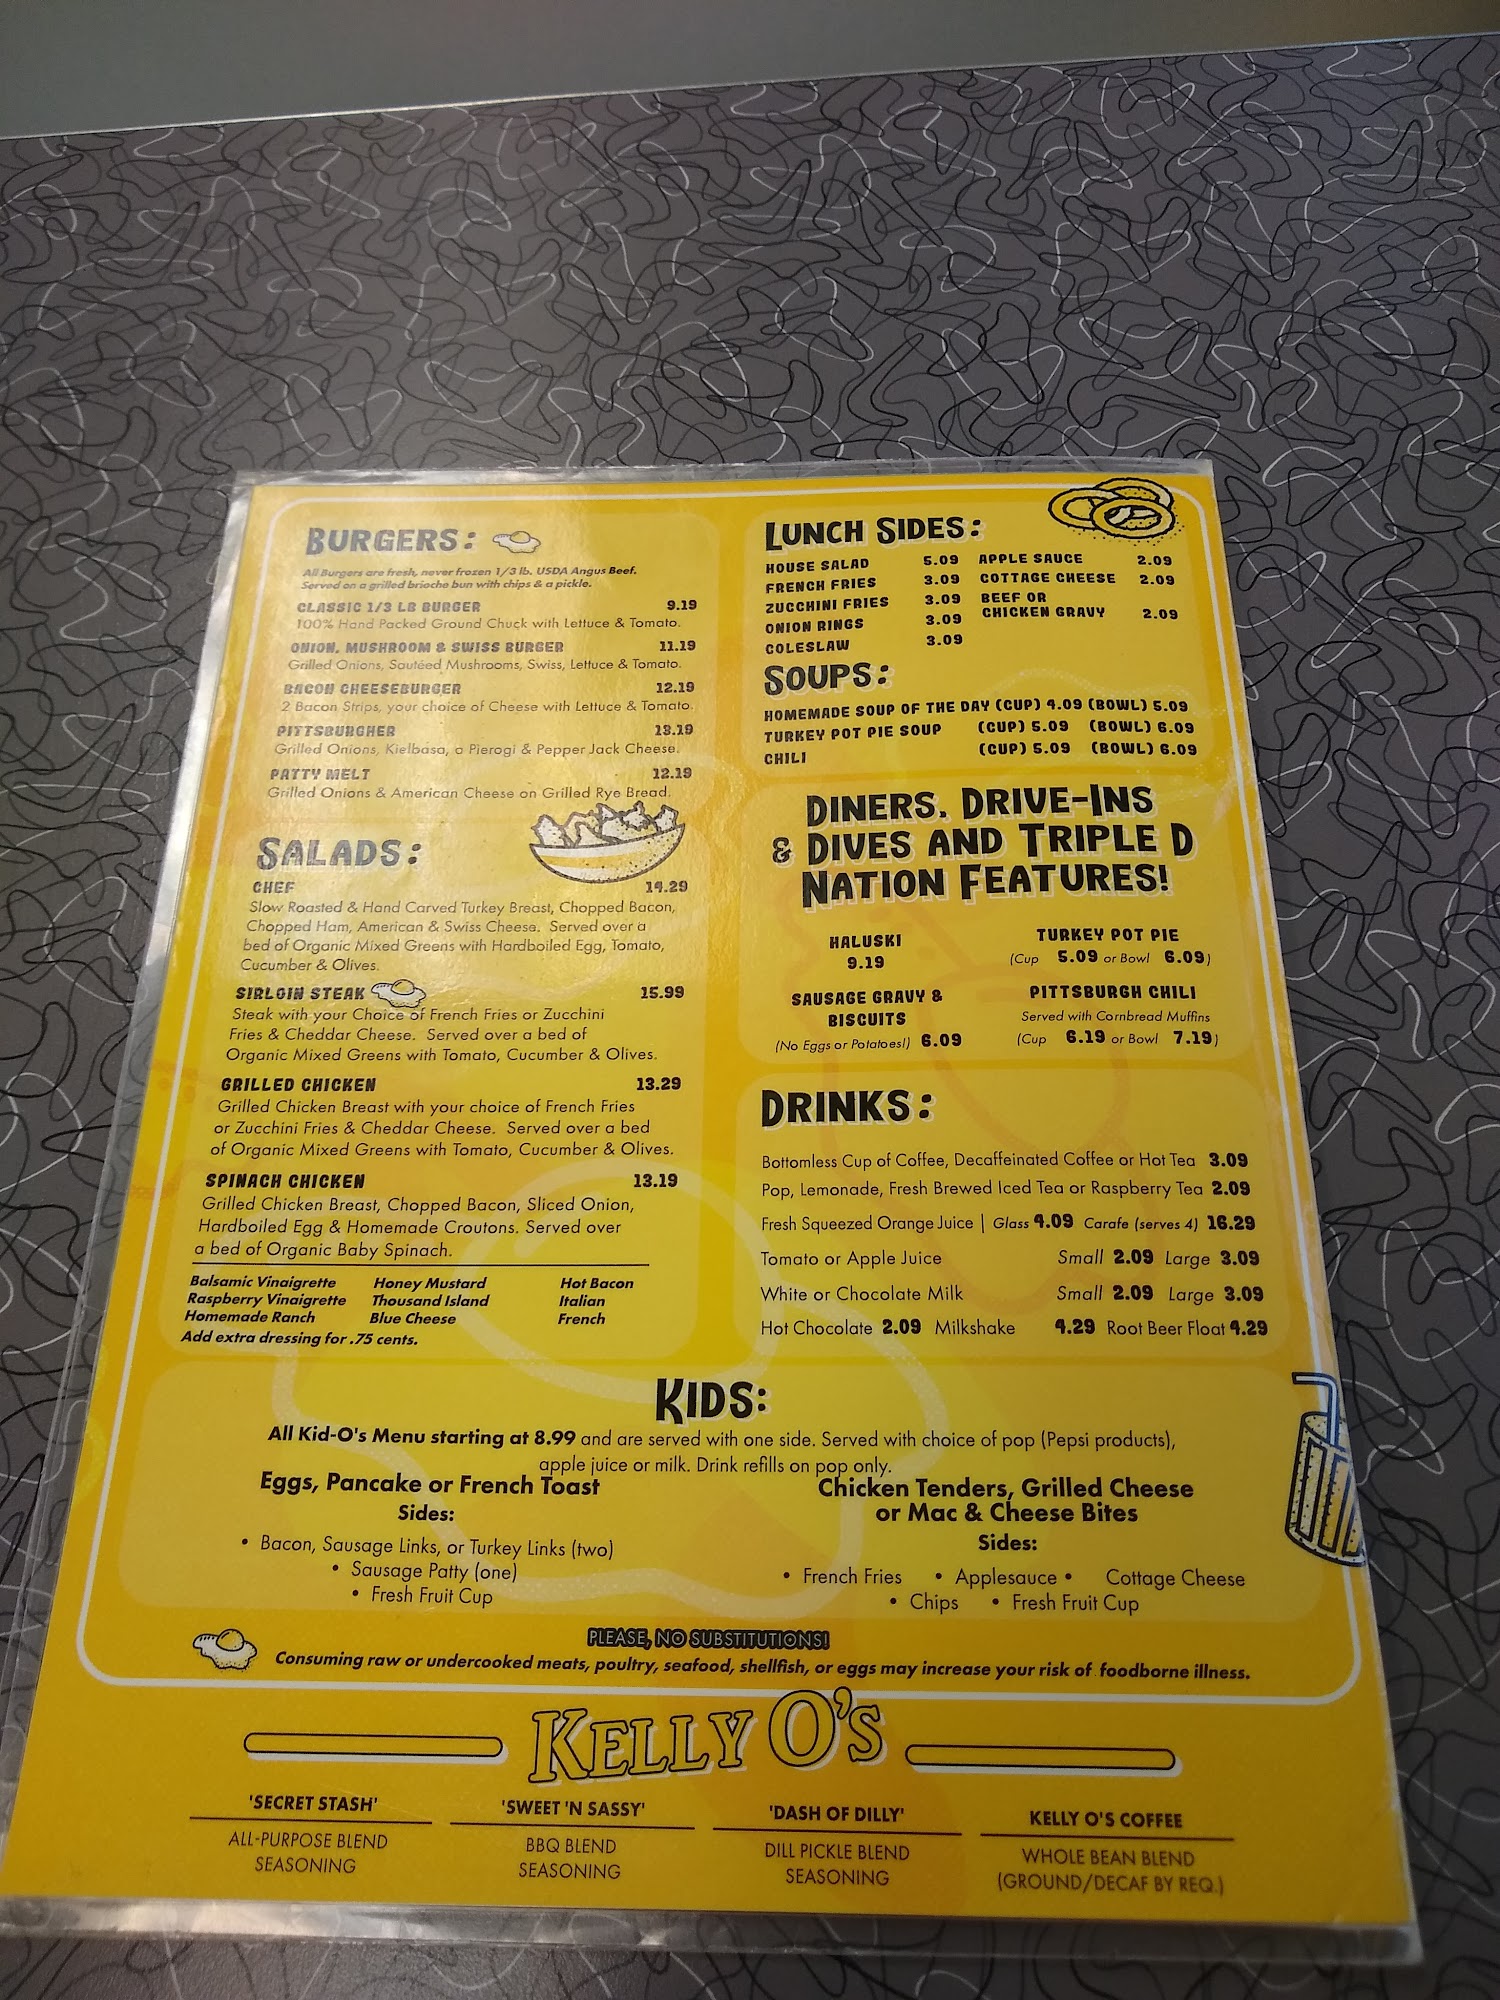 BURGERS:
All Burgers are fresh, never frozen 1/3 lb. USDA Angus Beef.
Served on a grilled brioche bun with chips & a pickle.
CLASSIC 1/3 LB BURGER 9.19
100% Hand Packed Ground Chuck with Lettuce & Tomato.
ONION, MUSHROOM & SWISS BURGER 11.19
Grilled Onions, Sautéed Mushrooms, Swiss, Lettuce & Tomato.
BACON CHEESEBURGER 12.19
2 Bacon Strips, your choice of Cheese with Lettuce & Tomato.
PITTSBURGHER 13.19
Grilled Onions, Kielbasa, a Pierogi & Pepper Jack Cheese.
PATTY MELT 12.19
Grilled Onions & American Cheese on Grilled Rye Bread.
SALADS:
CHEF 14.29
Slow Roasted & Hand Carved Turkey Breast, Chopped Bacon,
Chopped Ham, American & Swiss Cheese. Served over a
bed of Organic Mixed Greens with Hardboiled Egg, Tomato,
Cucumber & Olives.
SIRLOIN STEAK 15.99
Steak with your Choice of French Fries or Zucchini
Fries & Cheddar Cheese. Served over a bed of
Organic Mixed Greens with Tomato, Cucumber & Olives.
GRILLED CHICKEN 13.29
Grilled Chicken Breast with your choice of French Fries
or Zucchini Fries & Cheddar Cheese. Served over a bed
of Organic Mixed Greens with Tomato, Cucumber & Olives.
SPINACH CHICKEN 13.19
Grilled Chicken Breast, Chopped Bacon, Sliced Onion,
Hardboiled Egg & Homemade Croutons. Served over
a bed of Organic Baby Spinach.
Balsamic Vinaigrette Honey Mustard Hot Bacon
Raspberry Vinaigrette Thousand Island Italian
Homemade Ranch Blue Cheese French
Add extra dressing for .75 cents.
LUNCH SIDES:
HOUSE SALAD 5.09 APPLE SAUCE 2.09
FRENCH FRIES 3.09 COTTAGE CHEESE 2.09
ZUCCHINI FRIES 3.09 BEEF OR
ONION RINGS 3.09 CHICKEN GRAVY 2.09
COLESLAW 3.09
SOUPS:
HOMEMADE SOUP OF THE DAY (CUP) 4.09 (BOWL) 5.09
TURKEY POT PIE SOUP (CUP) 5.09 (BOWL) 6.09
CHILI (CUP) 5.09 (BOWL) 6.09
DINERS, DRIVE-INS
& DIVES AND TRIPLE D
NATION FEATURES!
HALUSKI
9.19
TURKEY POT PIE
(Cup 5.09 or Bowl 6.09)
SAUSAGE GRAVY &
BISCUITS
(No Eggs or Potatoes!) 6.09
PITTSBURGH CHILI
Served with Cornbread Muffins
(Cup 6.19 or Bowl 7.19)
DRINKS:
Bottomless Cup of Coffee, Decaffeinated Coffee or Hot Tea 3.09
Pop, Lemonade, Fresh Brewed Iced Tea or Raspberry Tea 2.09
Fresh Squeezed Orange Juice | Glass 4.09 Carafe (serves 4) 16.29
Tomato or Apple Juice Small 2.09 Large 3.09
White or Chocolate Milk Small 2.09 Large 3.09
Hot Chocolate 2.09 Milkshake 4.29 Root Beer Float 4.29
KIDS:
All Kid-O's Menu starting at 8.99 and are served with one side. Served with choice of pop (Pepsi products),
apple juice or milk. Drink refills on pop only.
Eggs, Pancake or French Toast
Sides:
• Bacon, Sausage Links, or Turkey Links (two)
• Sausage Patty (one)
• Fresh Fruit Cup
Chicken Tenders, Grilled Cheese
or Mac & Cheese Bites
Sides:
• French Fries • Applesauce • Cottage Cheese
• Chips • Fresh Fruit Cup
PLEASE, NO SUBSTITUTIONS!
Consuming raw or undercooked meats, poultry, seafood, shellfish, or eggs may increase your risk of foodborne illness.
KELLY O'S
'SECRET STASH'
ALL-PURPOSE BLEND
SEASONING
'SWEET 'N SASSY'
BBQ BLEND
SEASONING
'DASH OF DILLY'
DILL PICKLE BLEND
SEASONING
KELLY O'S COFFEE
WHOLE BEAN BLEND
(GROUND/DECAF BY REQ.)